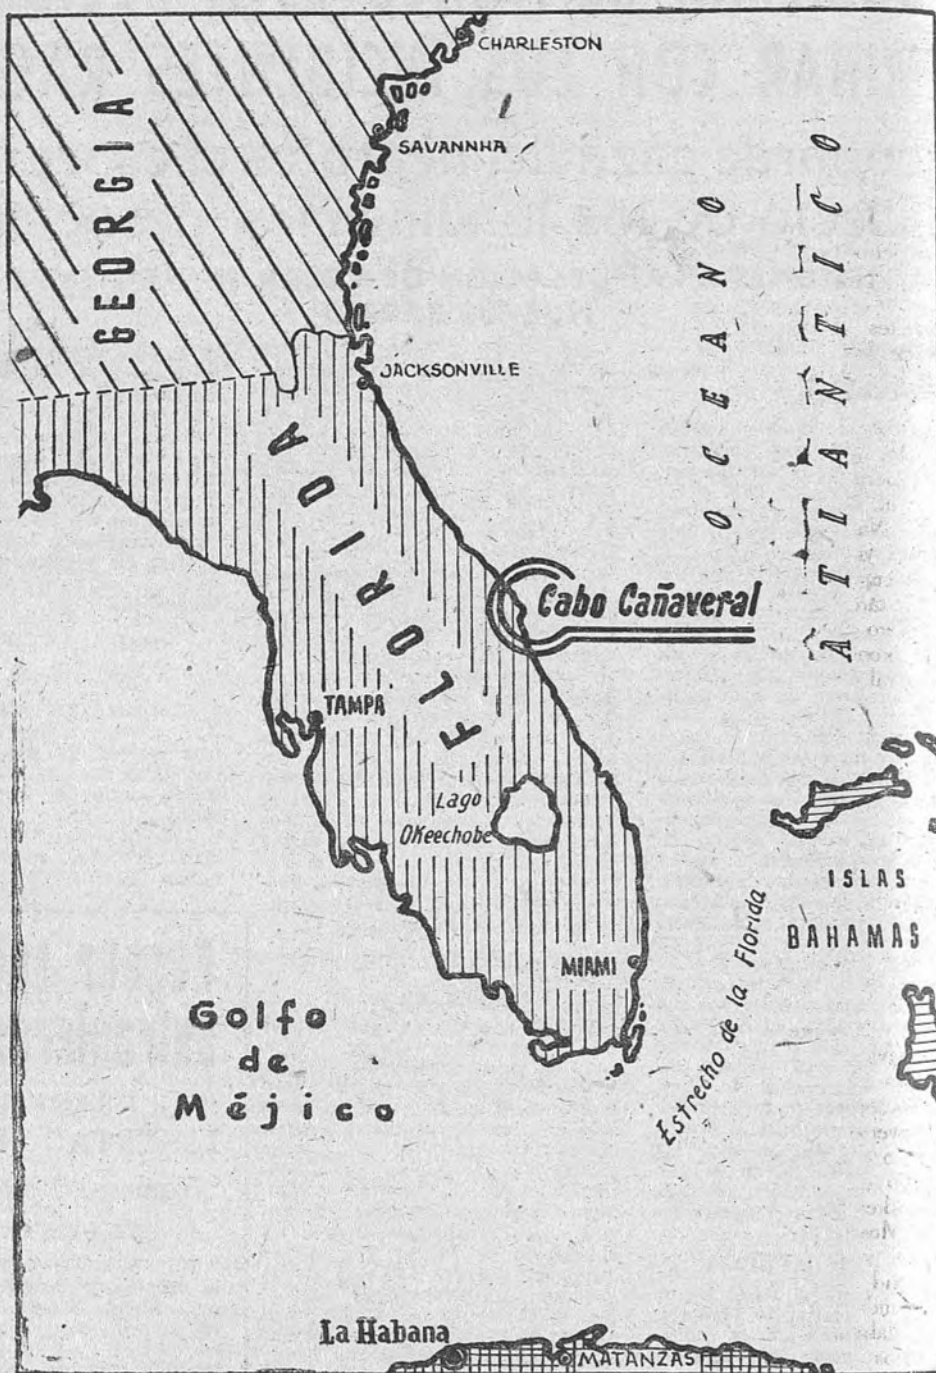 CHARLESTON
SAVANNHA
GEORGIA
OCEANO
ATLANTICO
JACKSONVILLE
FLORIDA
Cabo Cañaveral
TAMPA
Lago
OKeechobe
ISLAS
BAHAMAS
MIAMI
Estrecho de la Florida
Golfo
de
Méjico
La Habana
MATANZAS